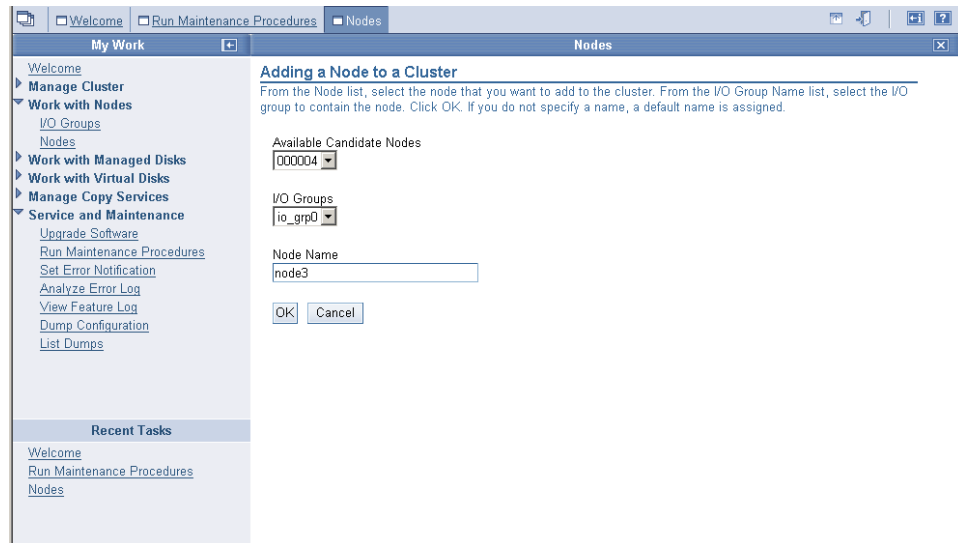 Welcome
Run Maintenance Procedures
Nodes
?
My Work
Nodes
Welcome
Manage Cluster
Work with Nodes
I/O Groups
Nodes
Work with Managed Disks
Work with Virtual Disks
Manage Copy Services
Service and Maintenance
Upgrade Software
Run Maintenance Procedures
Set Error Notification
Analyze Error Log
View Feature Log
Dump Configuration
List Dumps
Recent Tasks
Welcome
Run Maintenance Procedures
Nodes
Adding a Node to a Cluster
From the Node list, select the node that you want to add to the cluster. From the I/O Group Name list, select the I/O
group to contain the node. Click OK. If you do not specify a name, a default name is assigned.
Available Candidate Nodes
000004
I/O Groups
io_grp0
Node Name
node3
OK Cancel